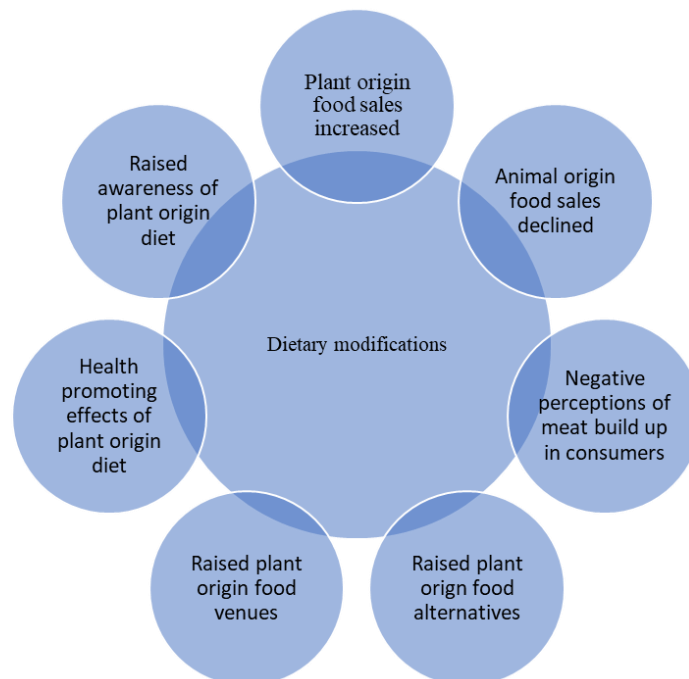 Plant origin
food sales
increased
Animal origin
food sales
declined
Negative
perceptions of
meat build up
in consumers
Raised plant
orign food
alternatives
Raised plant
origin food
venues
Health
promoting
effects of
plant origin
diet
Raised
awareness of
plant origin
diet
Dietary modifications